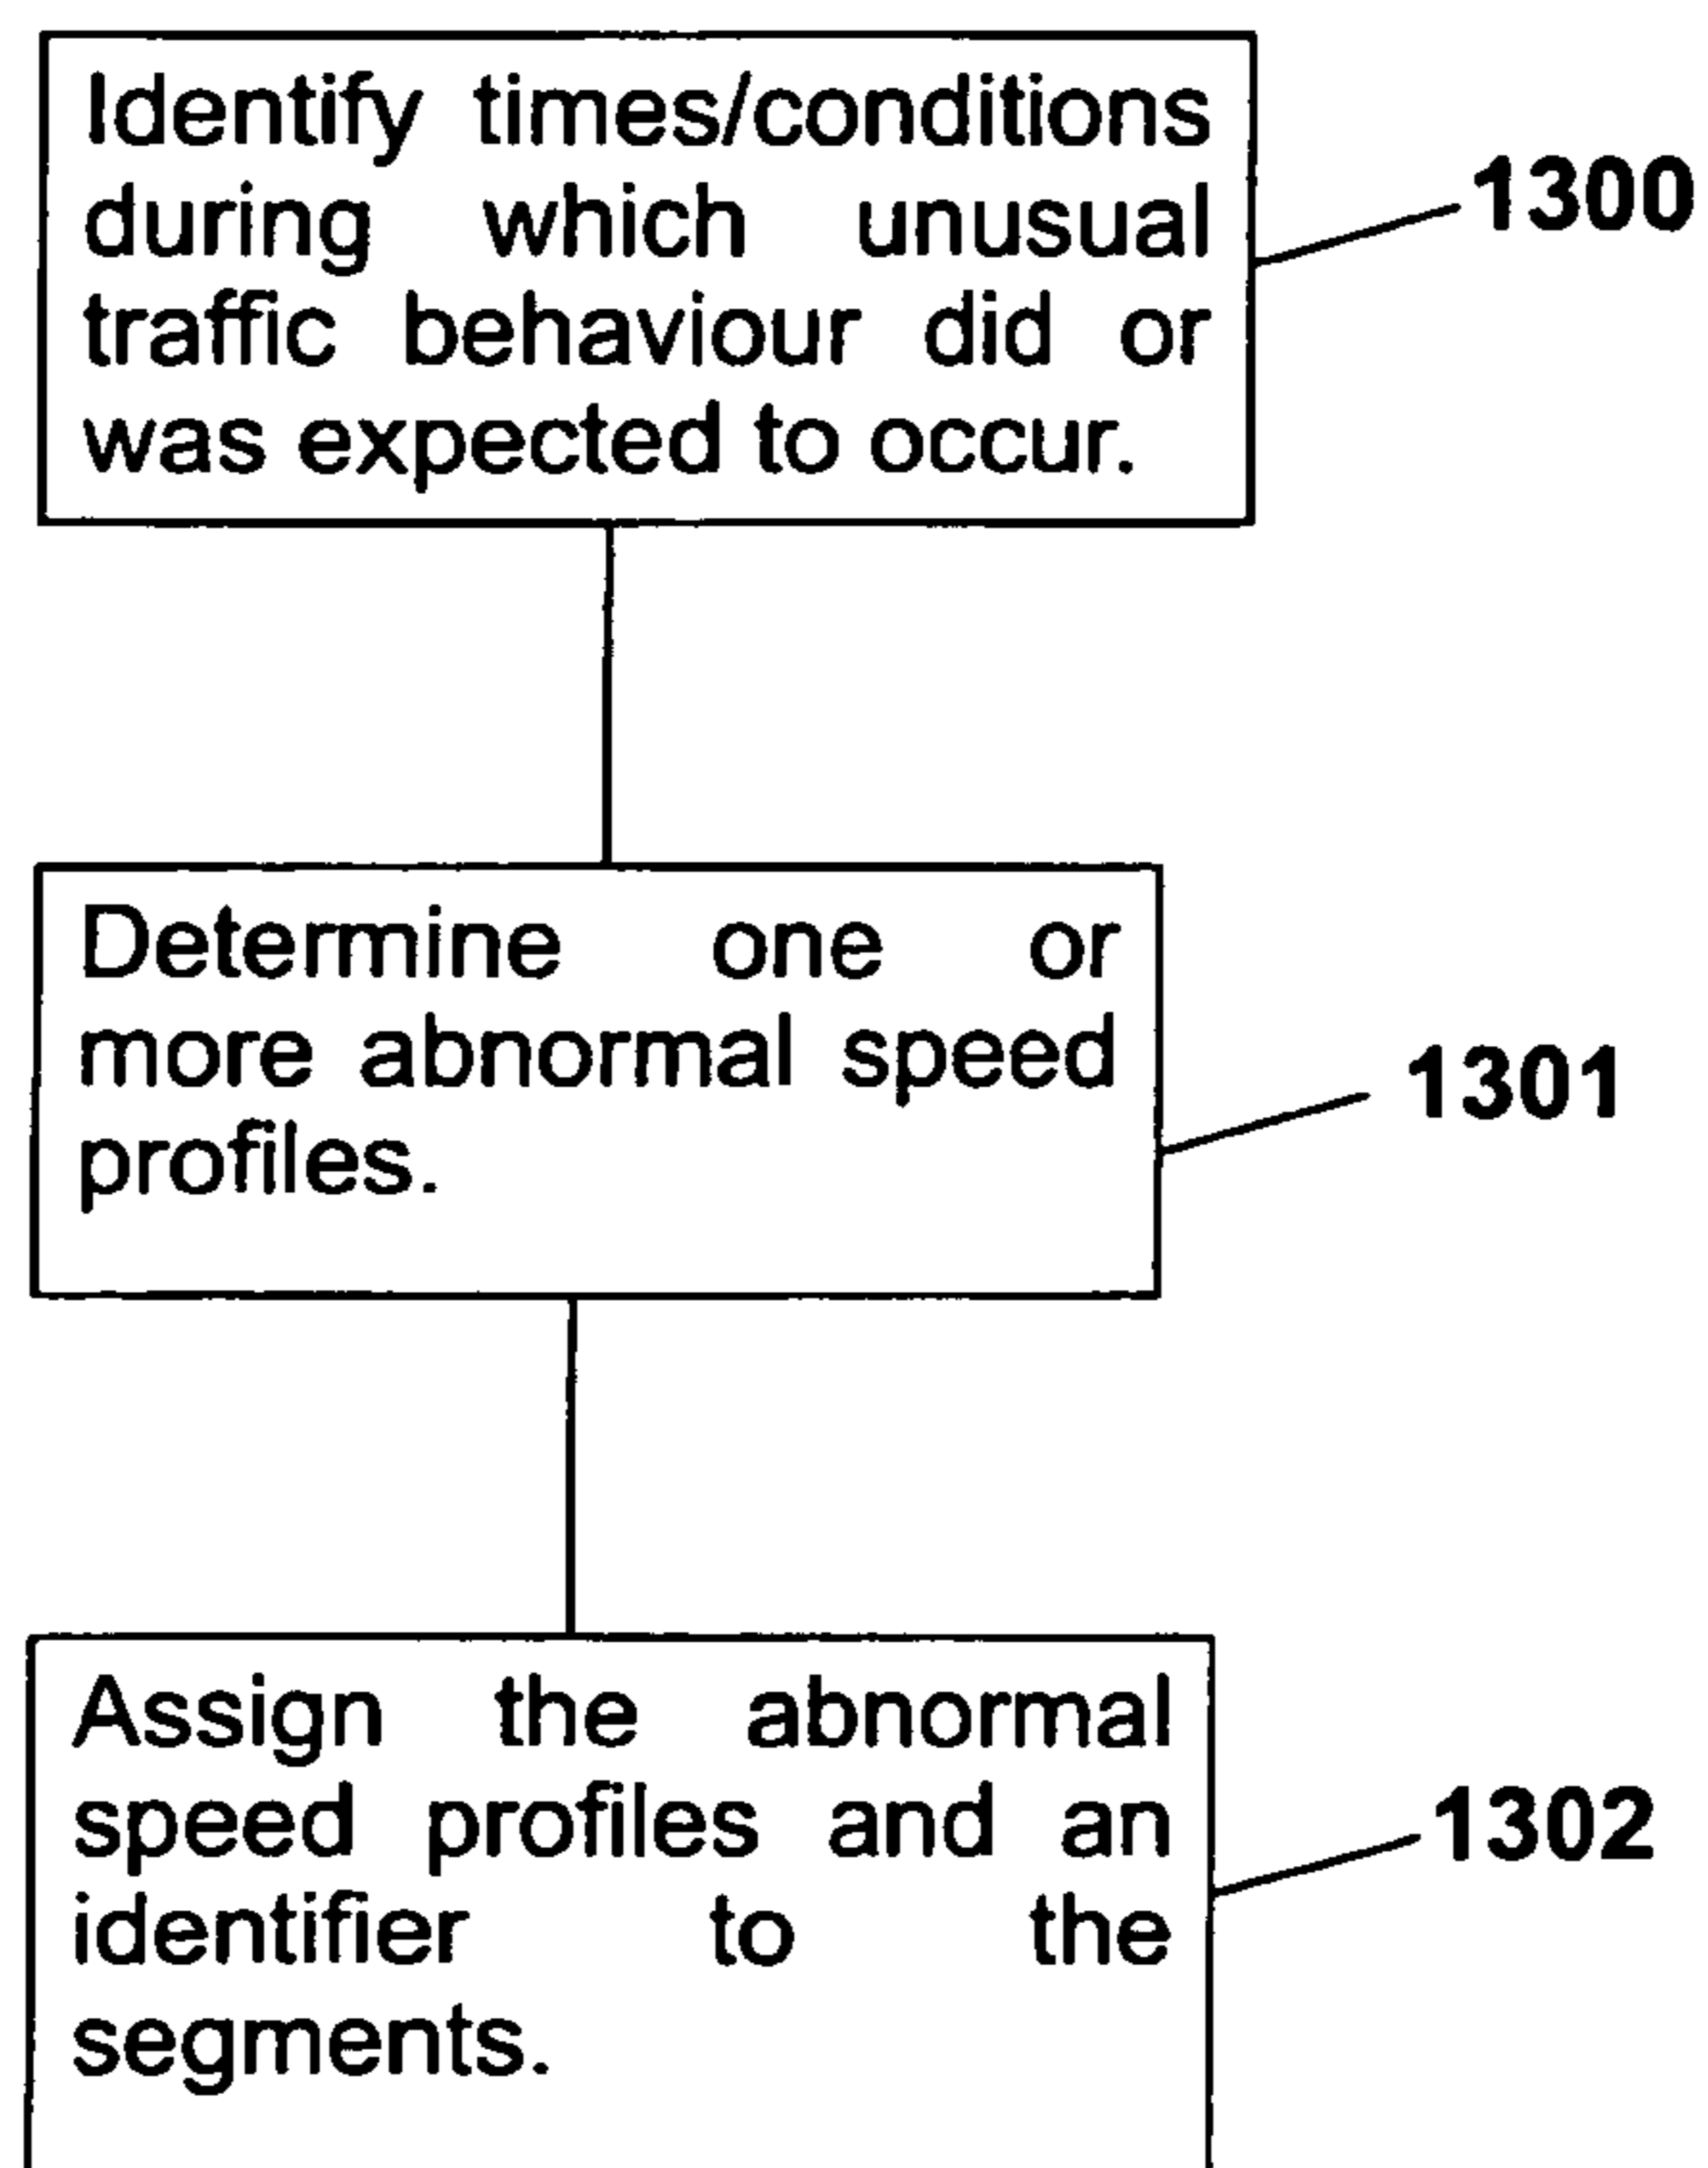 Identify times/conditions
during which unusual
traffic behaviour did or
was expected to occur.
1300
Determine one or
more abnormal speed
profiles.
1301
Assign the abnormal
speed profiles and an
identifier to the
segments.
1302